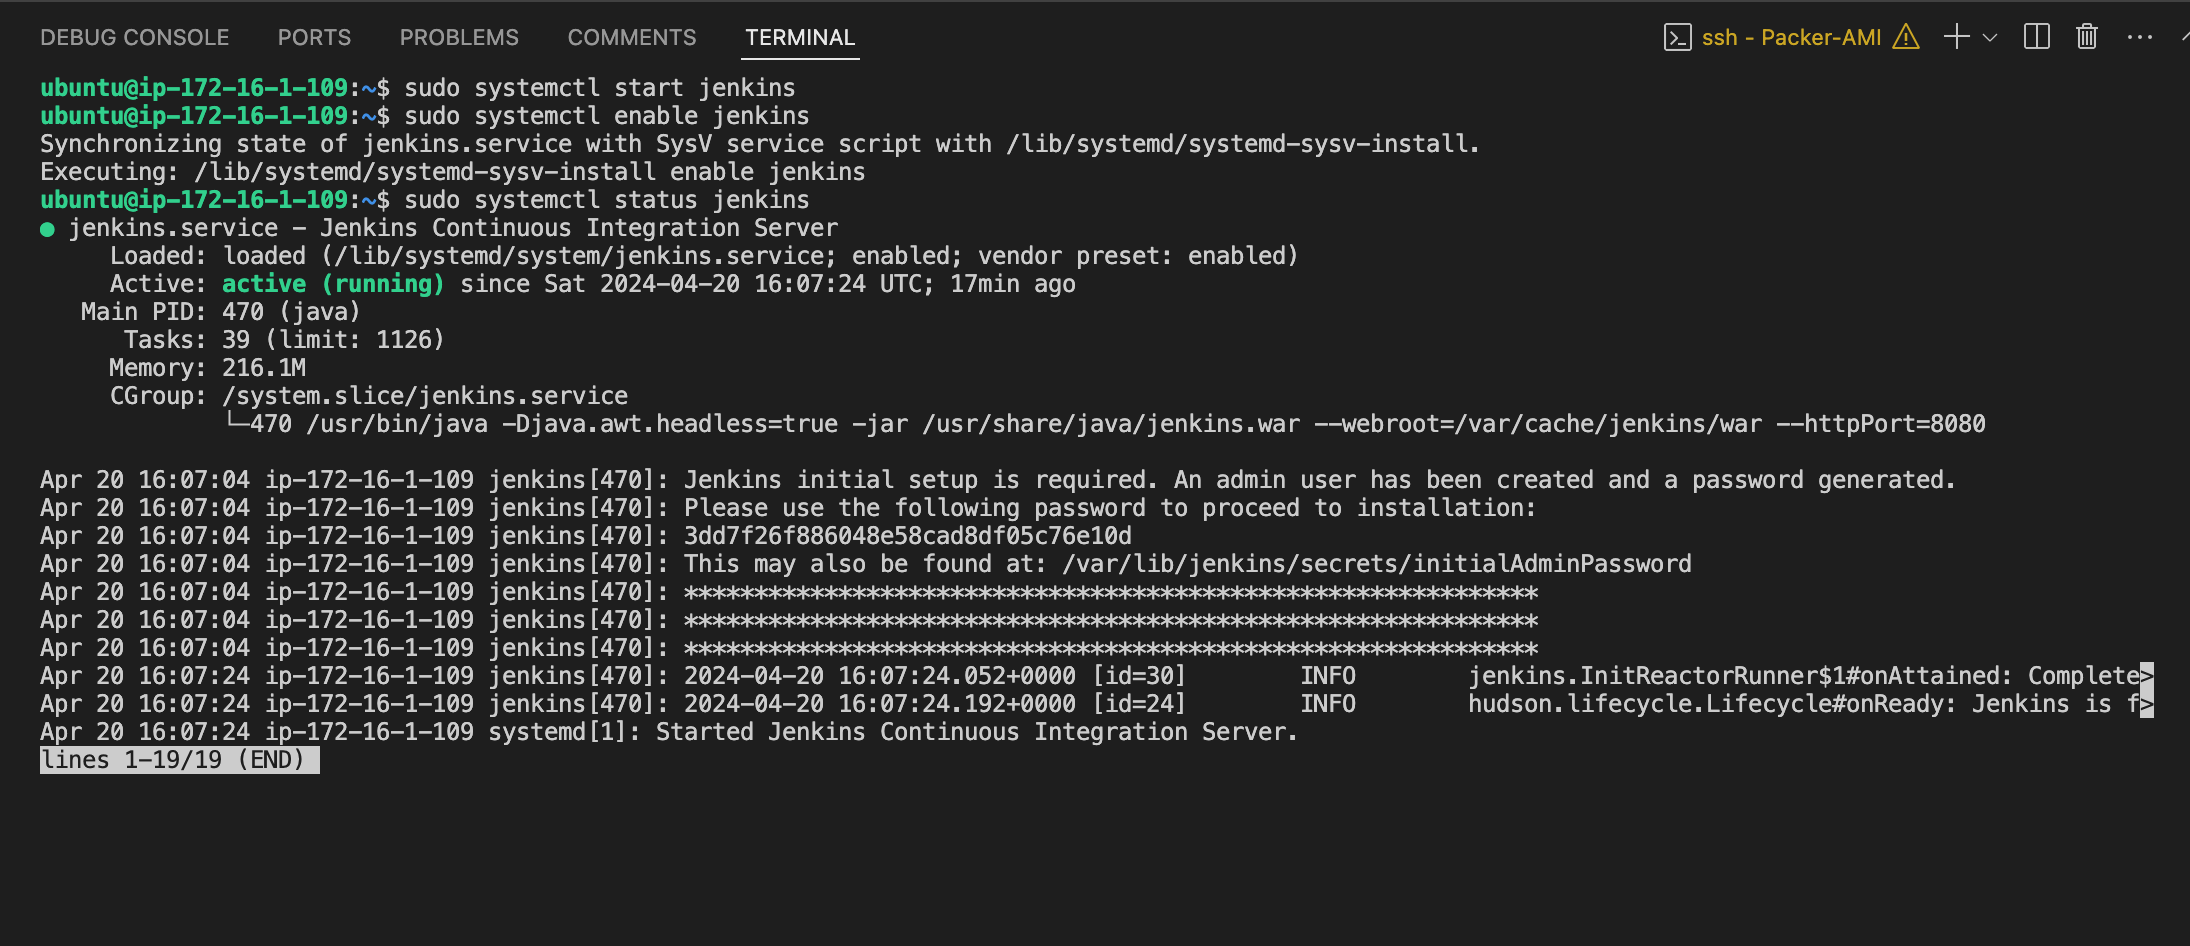 DEBUG CONSOLE PORTS PROBLEMS COMMENTS TERMINAL ssh - Packer-AMI
ubuntu@ip-172-16-1-109:~$ sudo systemctl start jenkins
ubuntu@ip-172-16-1-109:~$ sudo systemctl enable jenkins
Synchronizing state of jenkins.service with SysV service script with /lib/systemd/systemd-sysv-install.
Executing: /lib/systemd/systemd-sysv-install enable jenkins
ubuntu@ip-172-16-1-109:~$ sudo systemctl status jenkins
● jenkins.service - Jenkins Continuous Integration Server
Loaded: loaded (/lib/systemd/system/jenkins.service; enabled; vendor preset: enabled)
Active: active (running) since Sat 2024-04-20 16:07:24 UTC; 17min ago
Main PID: 470 (java)
Tasks: 39 (limit: 1126)
Memory: 216.1M
CGroup: /system.slice/jenkins.service
└─470 /usr/bin/java -Djava.awt.headless=true -jar /usr/share/java/jenkins.war --webroot=/var/cache/jenkins/war --httpPort=8080
Apr 20 16:07:04 ip-172-16-1-109 jenkins[470]: Jenkins initial setup is required. An admin user has been created and a password generated.
Apr 20 16:07:04 ip-172-16-1-109 jenkins[470]: Please use the following password to proceed to installation:
Apr 20 16:07:04 ip-172-16-1-109 jenkins[470]: 3dd7f26f886048e58cad8df05c76e10d
Apr 20 16:07:04 ip-172-16-1-109 jenkins[470]: This may also be found at: /var/lib/jenkins/secrets/initialAdminPassword
Apr 20 16:07:04 ip-172-16-1-109 jenkins[470]: *************************************************************
Apr 20 16:07:04 ip-172-16-1-109 jenkins[470]: *************************************************************
Apr 20 16:07:04 ip-172-16-1-109 jenkins[470]: *************************************************************
Apr 20 16:07:24 ip-172-16-1-109 jenkins[470]: 2024-04-20 16:07:24.052+0000 [id=30] INFO jenkins.InitReactorRunner$1#onAttained: Complete>
Apr 20 16:07:24 ip-172-16-1-109 jenkins[470]: 2024-04-20 16:07:24.192+0000 [id=24] INFO hudson.lifecycle.Lifecycle#onReady: Jenkins is f>
Apr 20 16:07:24 ip-172-16-1-109 systemd[1]: Started Jenkins Continuous Integration Server.
lines 1-19/19 (END)